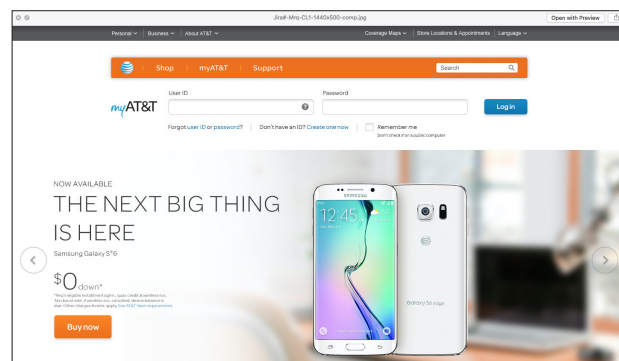 Jira#-Mrq-CL1-1440x500-comp.jpg
Open with Preview
Personal Business About AT&T Coverage Maps Store Locations & Appointments Language
Shop myAT&T Support Search
User ID Password
myAT&T
Log in
Forgot user ID or password? Don't have an ID? Create one now Remember me
Don't check if on a public computer
NOW AVAILABLE
THE NEXT BIG THING
IS HERE
Samsung Galaxy S®6
$0 down*
Buy now
SAMSUNG
12:45
AT&T
Galaxy S6 edge